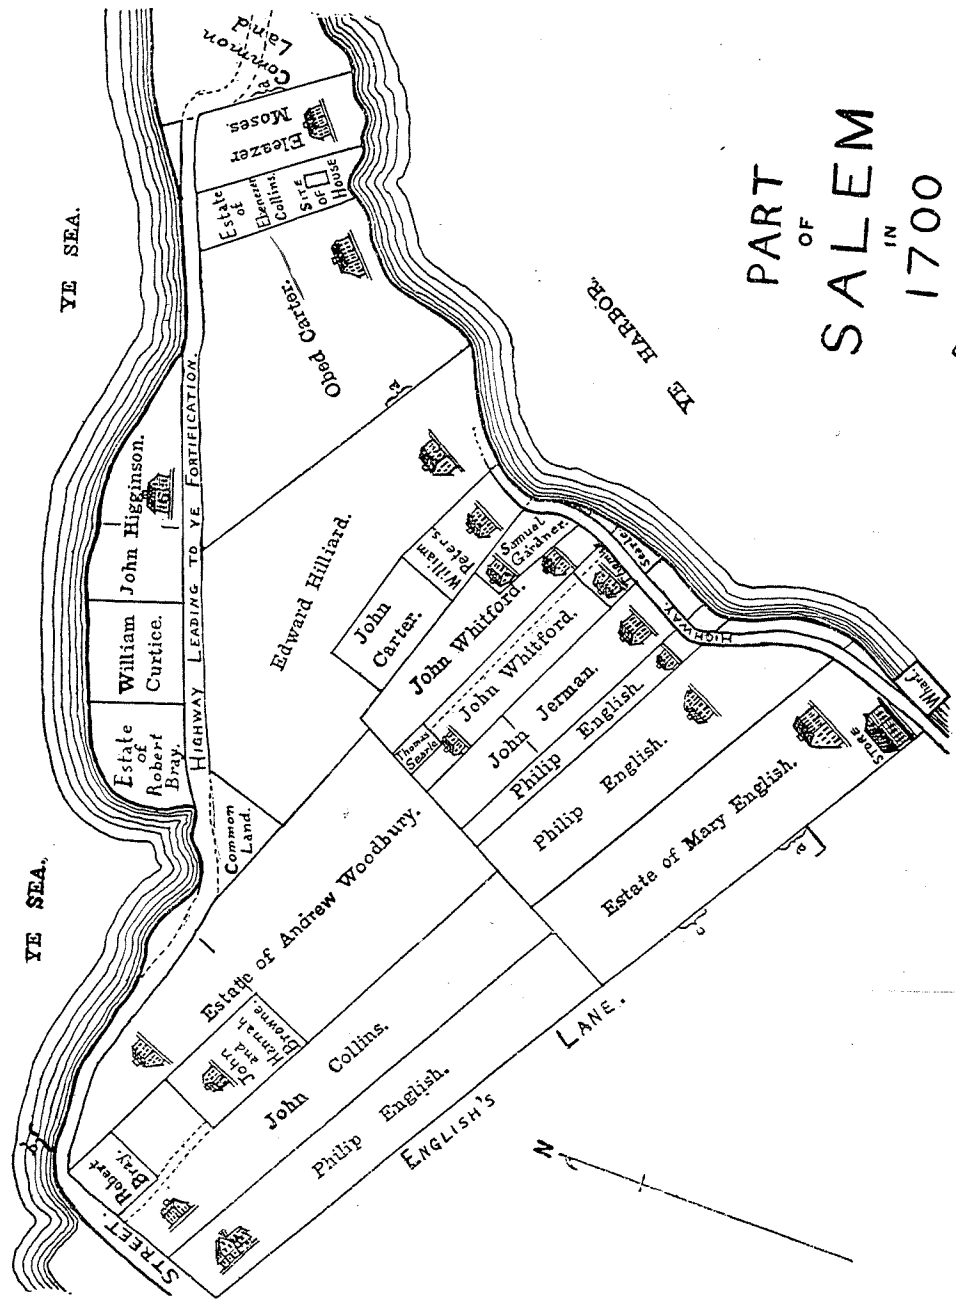 PART
OF
SALEM
IN
1700
YE SEA.
YE SEA.
YE HARBOR.
Common
Land
a
Eleazer
Moses.
Estate
of
Ebenezer
Collins.
SITE
OF
HOUSE
Obed Carter.
a
HIGHWAY LEADING TO YE FORTIFICATION.
John Higginson.
William
Curtice.
Estate
of
Robert
Bray.
Common
Land.
Edward Hilliard.
William
Peters.
John
Carter.
Samuel
Gardner.
John Whitford.
John Whitford.
Thomas
Searle
Thomas
Searle
John Jerman.
Philip English.
HIGHWAY.
HIGHWAY
Philip English.
Estate of Mary English.
STORE
Wharf.
a
c
Estate of Andrew Woodbury.
John
and
Hannah
Browne.
John Collins.
Philip English.
Robert
Bray.
b
STREET.
ENGLISH'S LANE.
N